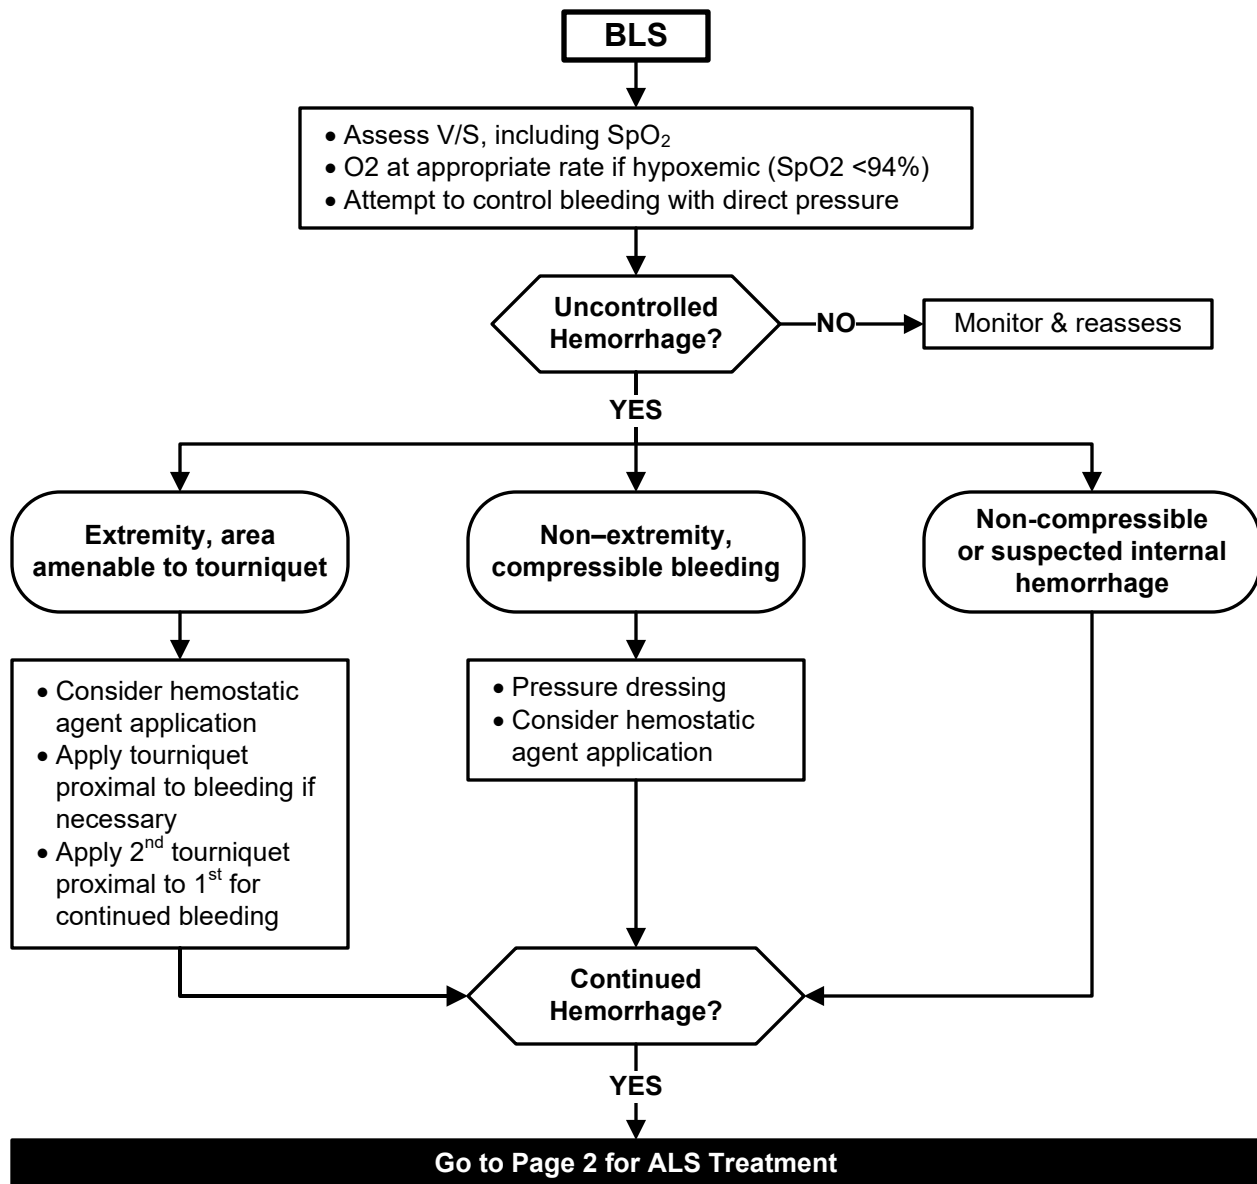 BLS
• Assess V/S, including SpO₂
• O2 at appropriate rate if hypoxemic (SpO2 <94%)
• Attempt to control bleeding with direct pressure
Uncontrolled
Hemorrhage?
NO
Monitor & reassess
YES
Extremity, area
amenable to tourniquet
Non–extremity,
compressible bleeding
Non-compressible
or suspected internal
hemorrhage
• Consider hemostatic
agent application
• Apply tourniquet
proximal to bleeding if
necessary
• Apply 2nd tourniquet
proximal to 1st for
continued bleeding
• Pressure dressing
• Consider hemostatic
agent application
Continued
Hemorrhage?
YES
Go to Page 2 for ALS Treatment